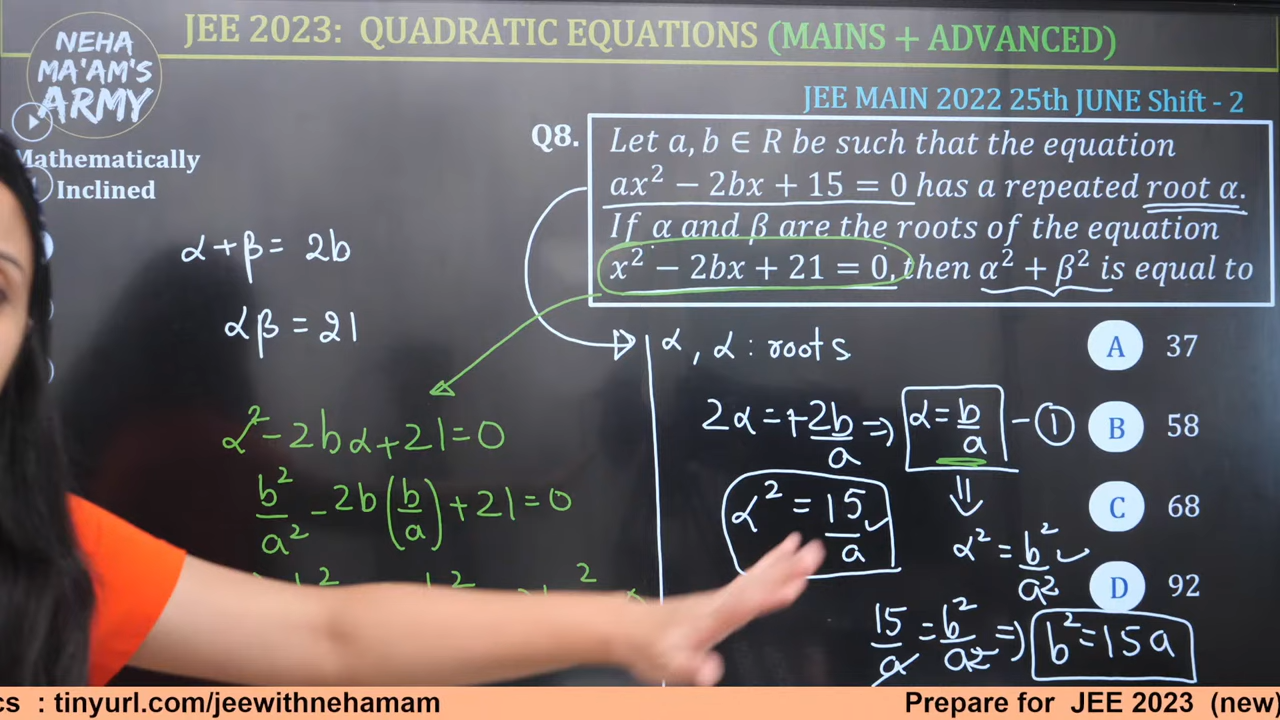 JEE 2023: QUADRATIC EQUATIONS (MAINS + ADVANCED)
NEHA
MA'AM'S
ARMY
Mathematically
Inclined
JEE MAIN 2022 25th JUNE Shift - 2
Q8. Let a, b ∈ R be such that the equation
ax² − 2bx + 15 = 0 has a repeated root α.
If α and β are the roots of the equation
x² − 2bx + 21 = 0, then α² + β² is equal to
A 37
B 58
C 68
D 92
α+β = 2b
αβ = 21
α² − 2bα + 21 = 0
b²/a² − 2b(b/a) + 21 = 0
α, α : roots
2α = +2b/a ⇒ α = b/a − ①
α² = 15/a
α² = b²/a²
15/a = b²/a² ⇒ b² = 15a
: tinyurl.com/jeewithnehamam
Prepare for JEE 2023 (new)